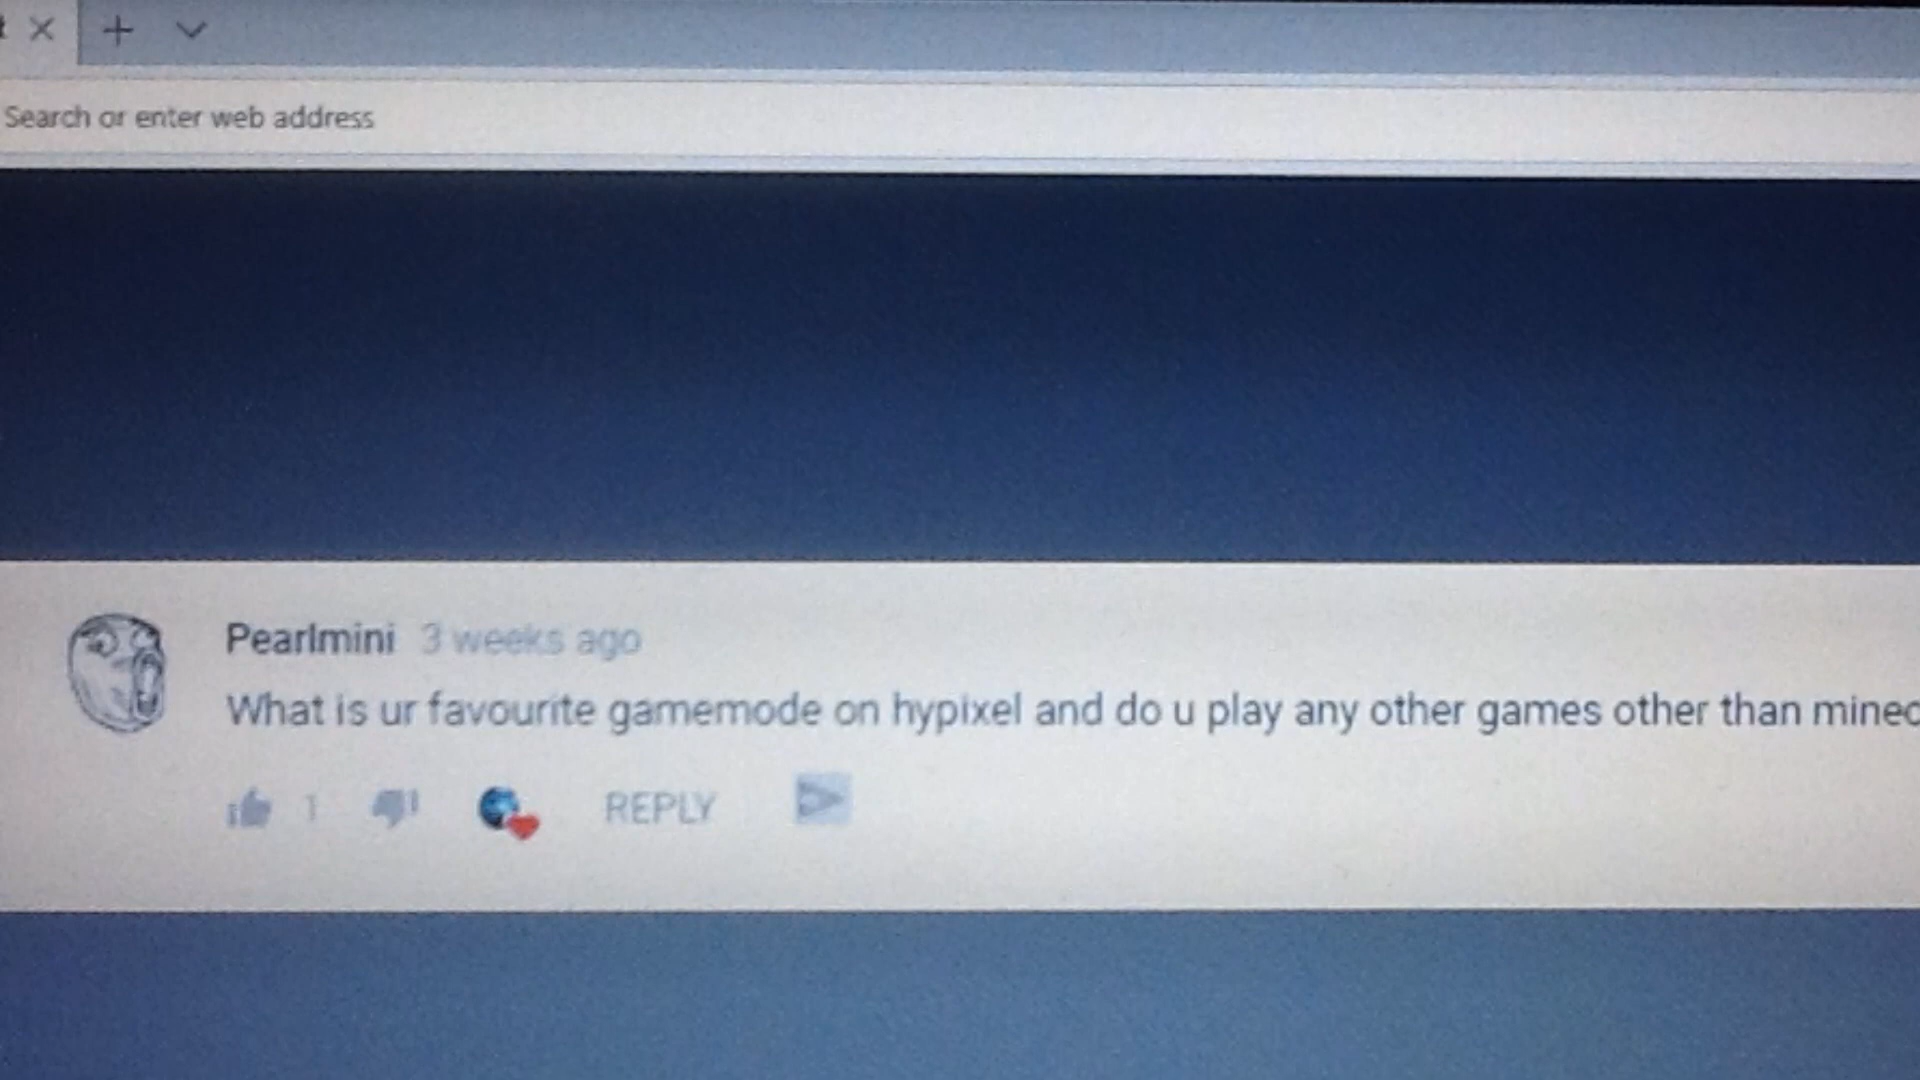 Search or enter web address
Pearlmini 3 weeks ago
What is ur favourite gamemode on hypixel and do u play any other games other than minec
1
REPLY